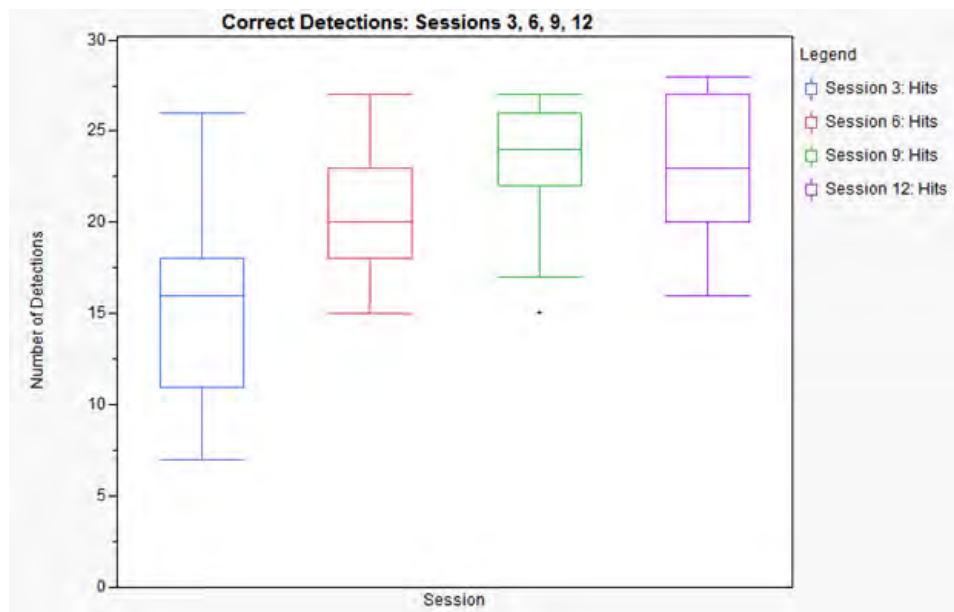 Correct Detections: Sessions 3, 6, 9, 12
30
25
20
15
10
5
0
Number of Detections
Session
Legend
Session 3: Hits
Session 6: Hits
Session 9: Hits
Session 12: Hits